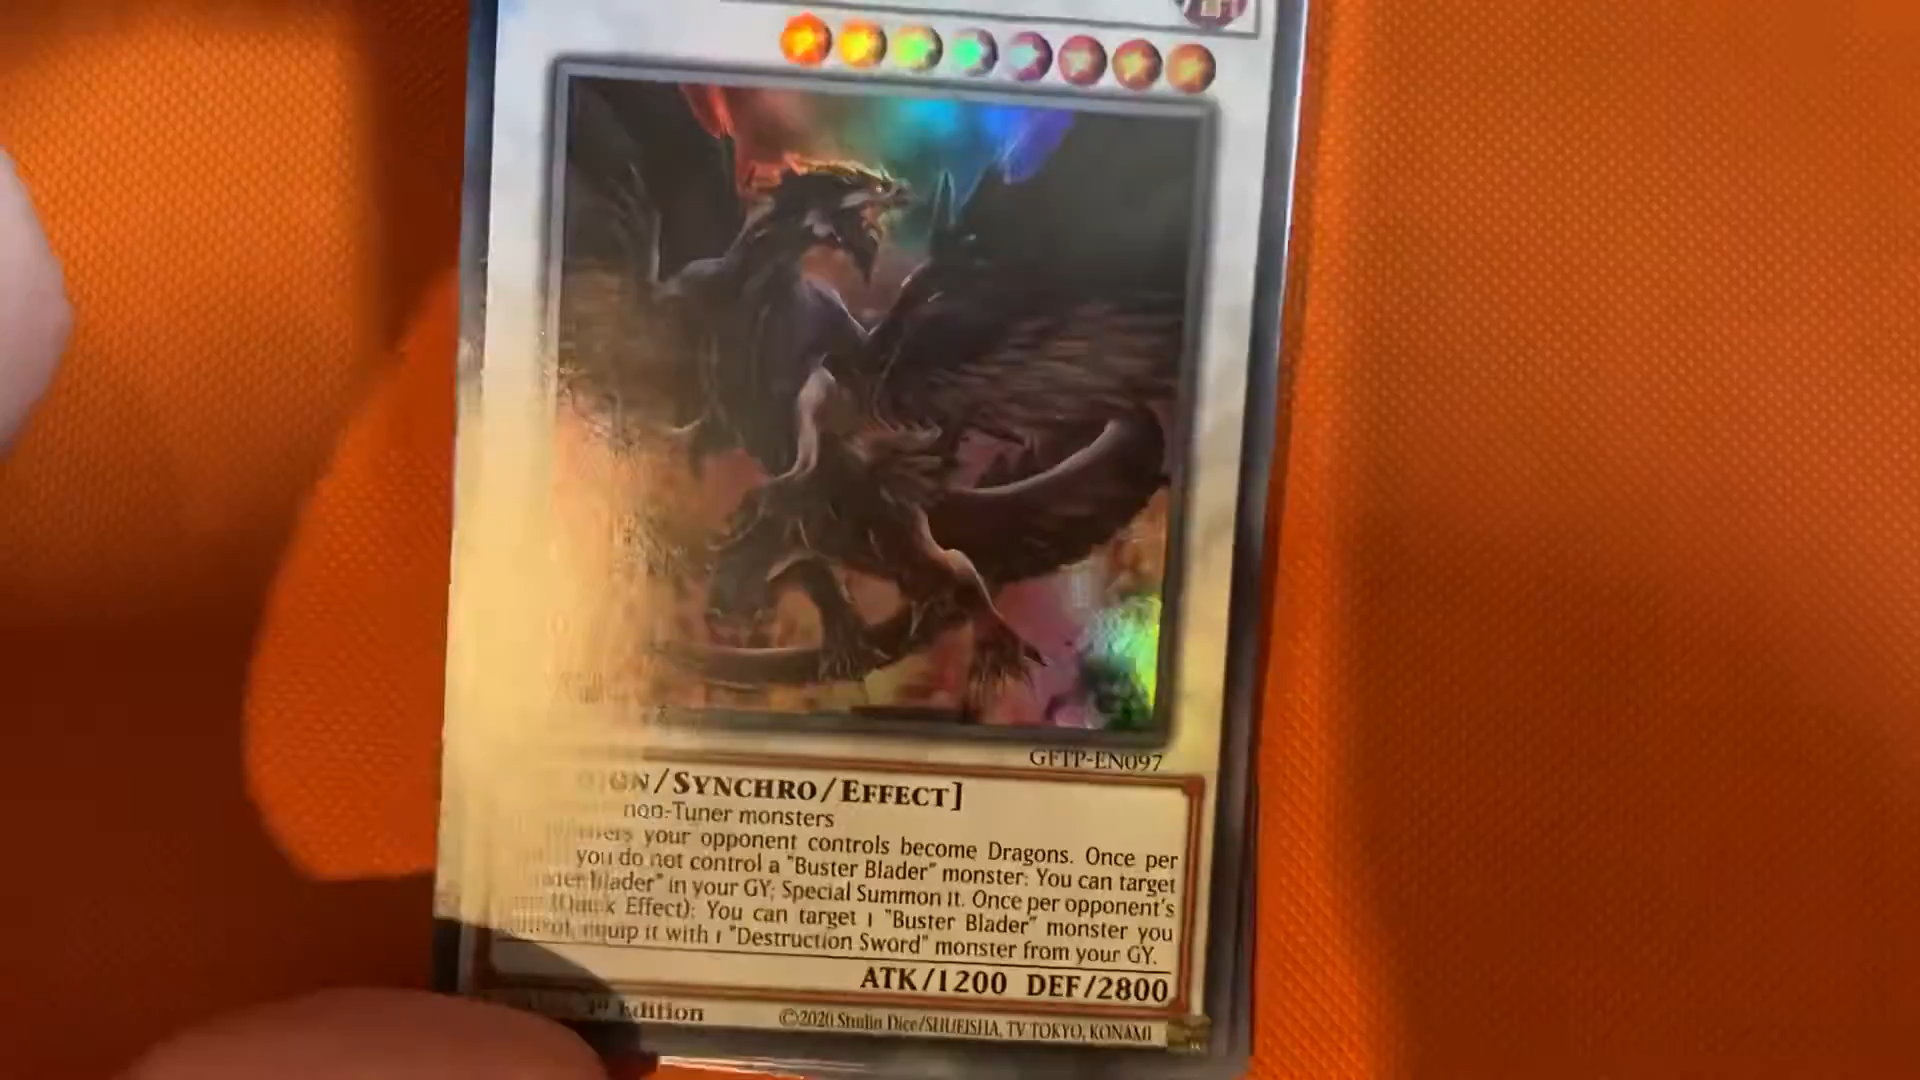 GFTP-EN097
/SYNCHRO/EFFECT]
non-Tuner monsters
your opponent controls become Dragons. Once per
you do not control a "Buster Blader" monster: You can target
Blader" in your GY; Special Summon it. Once per opponent's
(Quick Effect): You can target 1 "Buster Blader" monster you
equip it with 1 "Destruction Sword" monster from your GY.
ATK/1200 DEF/2800
Edition
©2020 Studio Dice/SHUEISHA, TV TOKYO, KONAMI